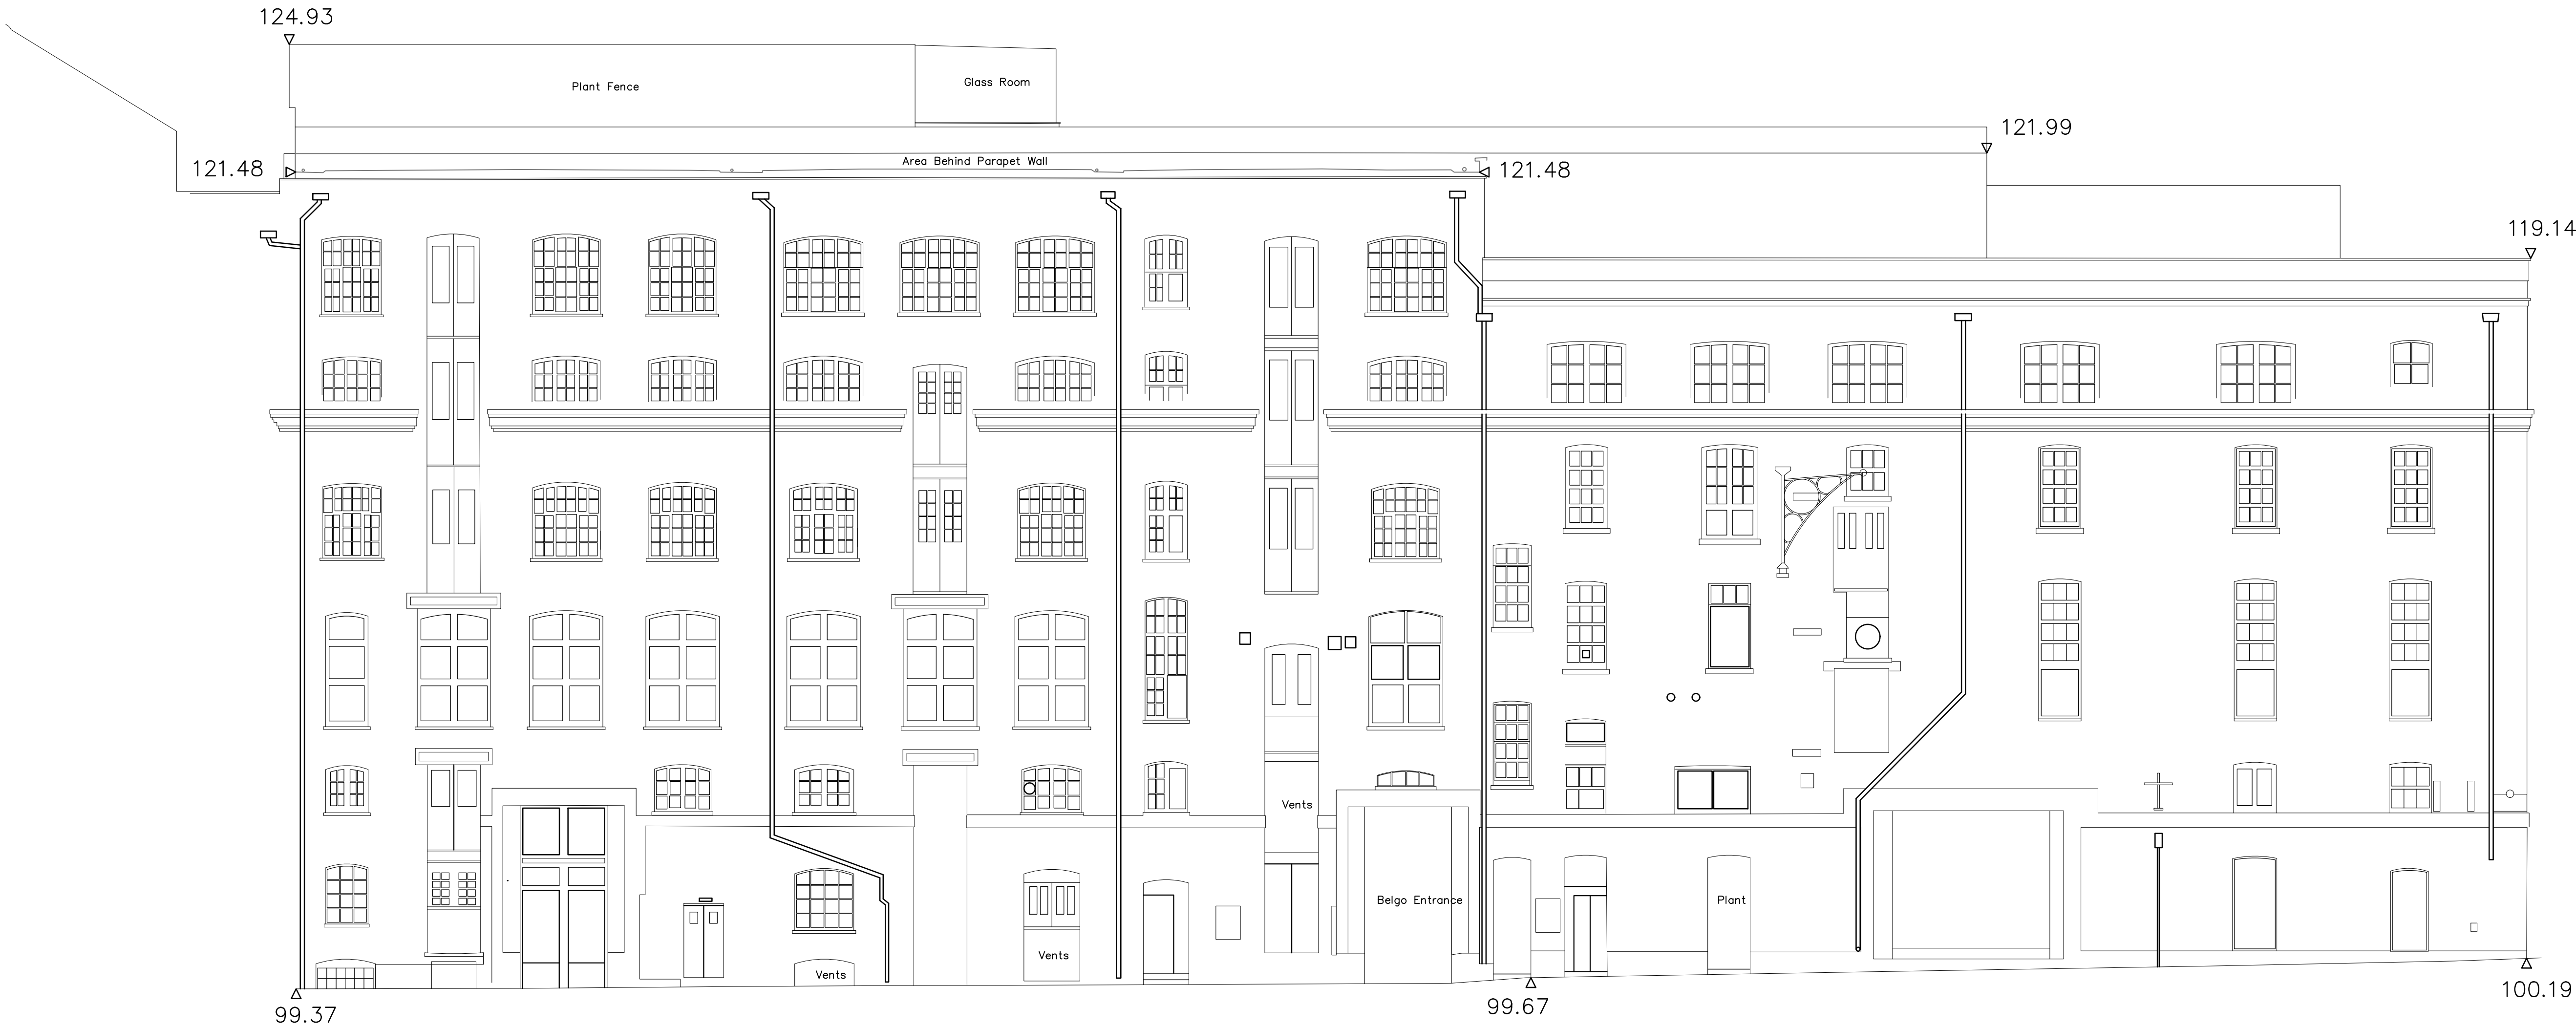 124.93
Plant Fence
Glass Room
121.99
121.48
Area Behind Parapet Wall
121.48
119.14
Vents
Belgo Entrance
Plant
Vents
Vents
99.37
99.67
100.19